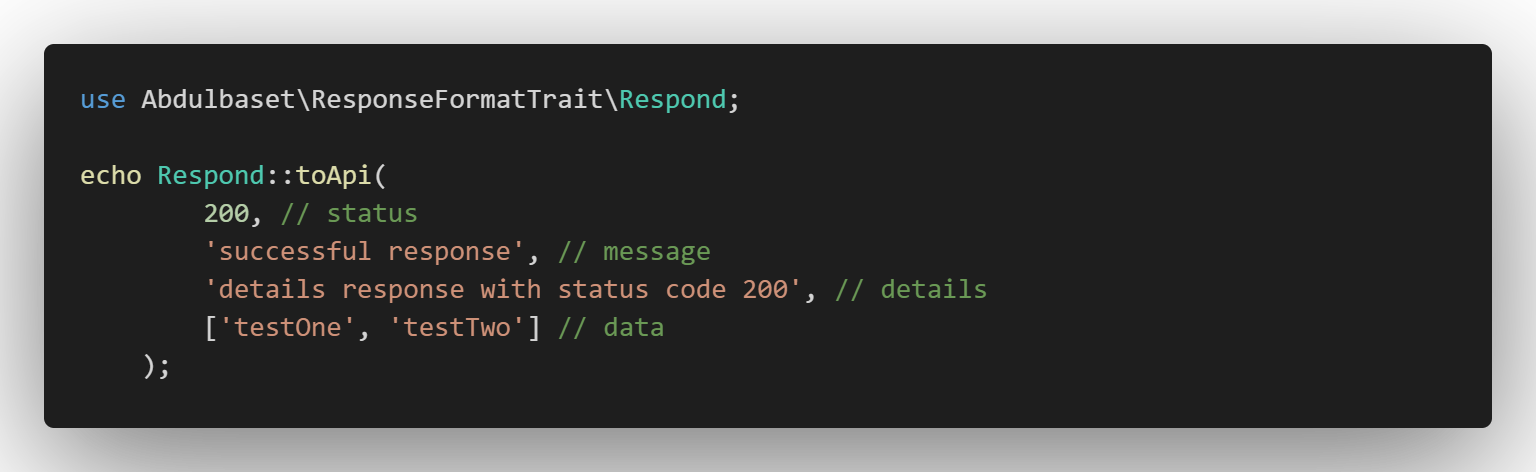 use Abdulbaset\ResponseFormatTrait\Respond;
echo Respond::toApi(
200, // status
'successful response', // message
'details response with status code 200', // details
['testOne', 'testTwo'] // data
);